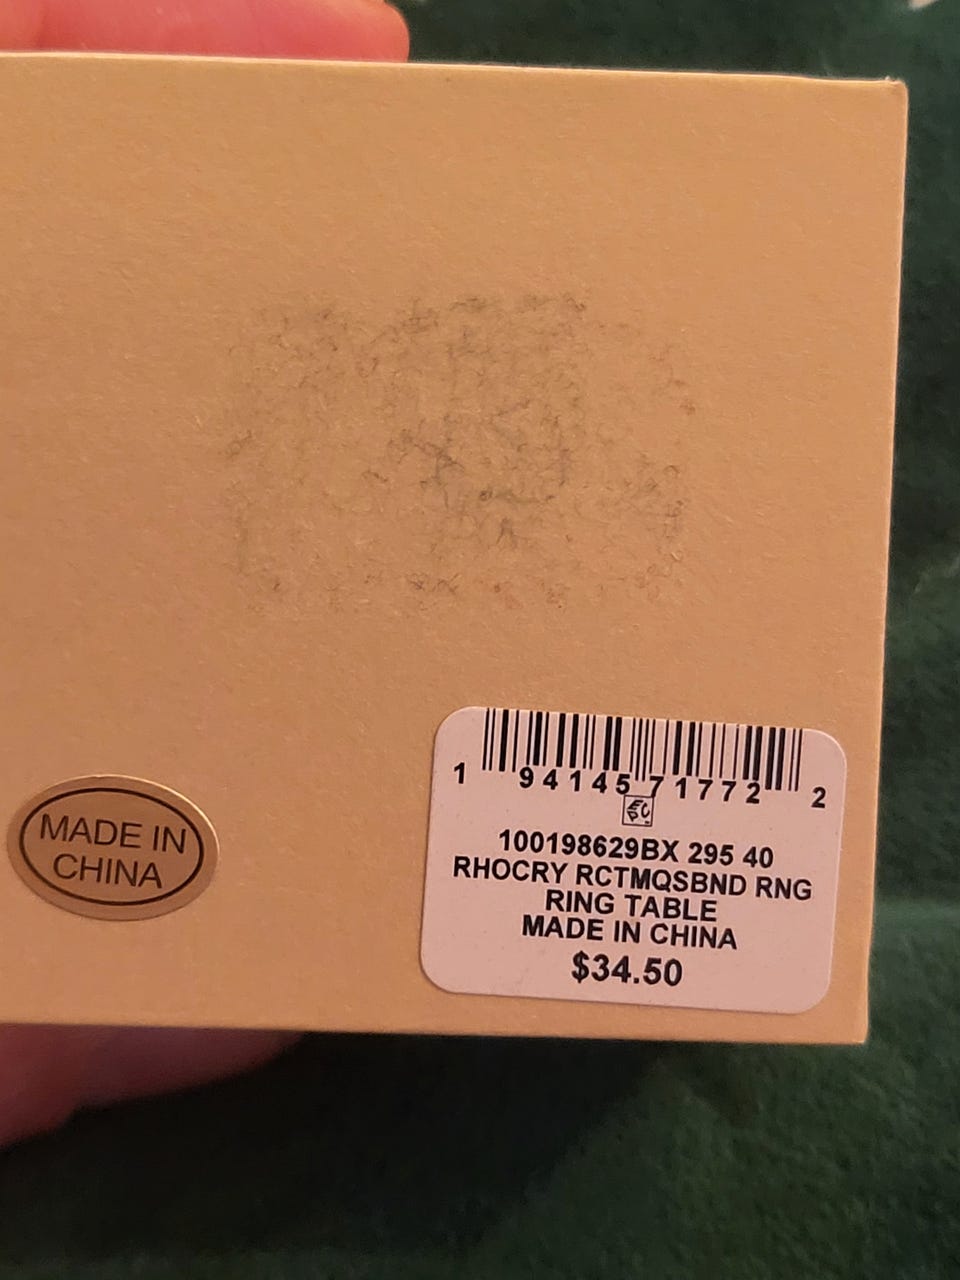 MADE IN
CHINA
1 94145 71772 2
EPC
100198629BX 295 40
RHOCRY RCTMQSBND RNG
RING TABLE
MADE IN CHINA
$34.50